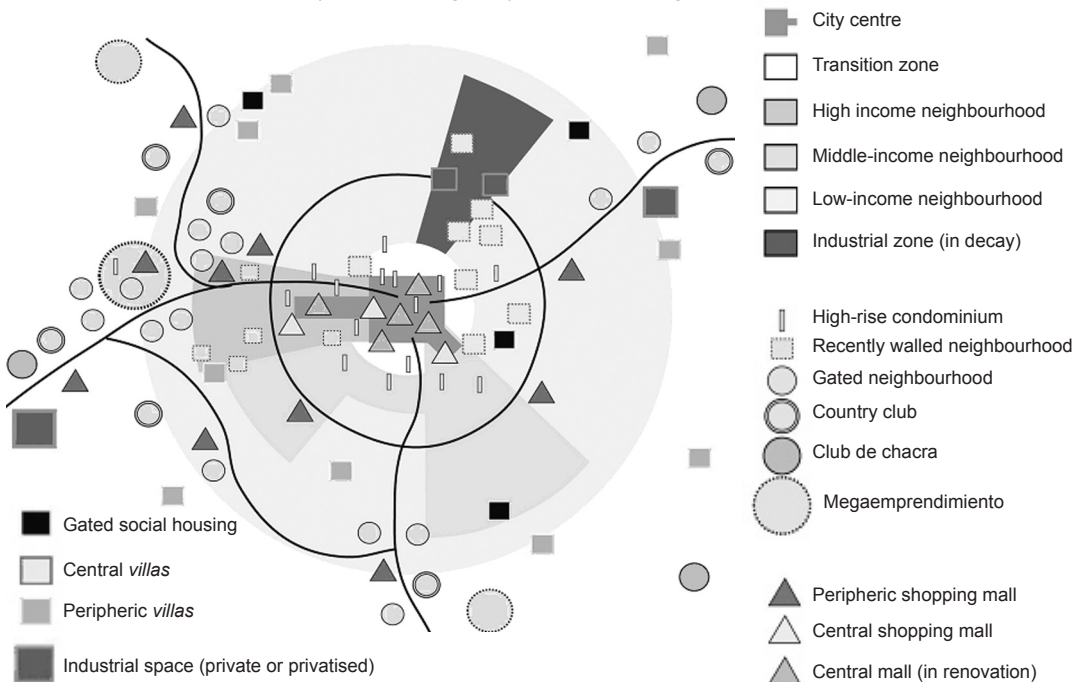 City centre
Transition zone
High income neighbourhood
Middle-income neighbourhood
Low-income neighbourhood
Industrial zone (in decay)
High-rise condominium
Recently walled neighbourhood
Gated neighbourhood
Country club
Club de chacra
Megaemprendimiento
Peripheric shopping mall
Central shopping mall
Central mall (in renovation)
Gated social housing
Central villas
Peripheric villas
Industrial space (private or privatised)